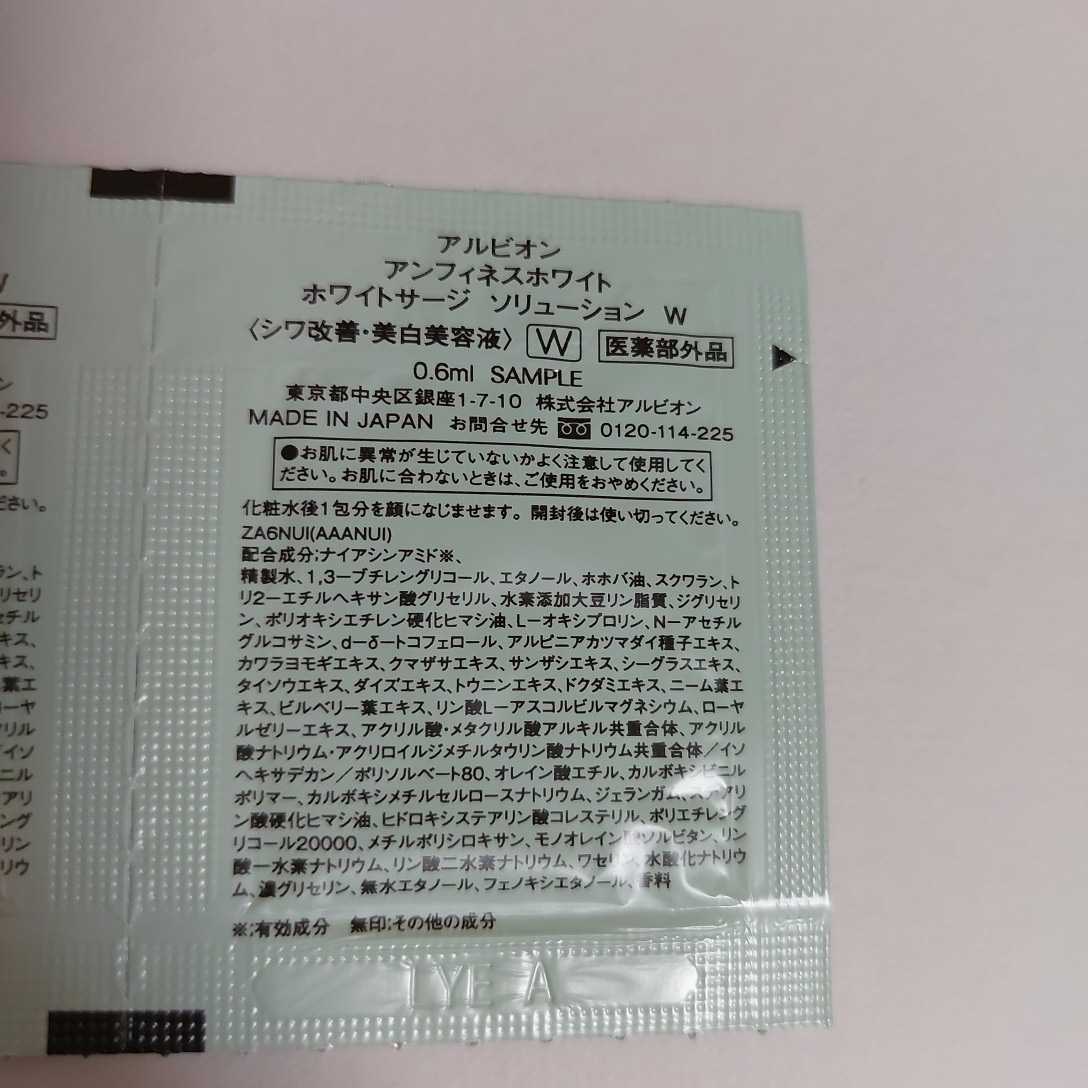 アルビオン
アンフィネスホワイト
ホワイトサージ ソリューション W
〈シワ改善・美白美容液〉 W 医薬部外品
0.6ml SAMPLE
東京都中央区銀座1-7-10 株式会社アルビオン
MADE IN JAPAN お問合せ先 0120-114-225
●お肌に異常が生じていないかよく注意して使用してく
ださい。お肌に合わないときは、ご使用をおやめください。
化粧水後1包分を顔になじませます。開封後は使い切ってください。
ZA6NUI(AAANUI)
配合成分;ナイアシンアミド※、
精製水、1,3ーブチレングリコール、エタノール、ホホバ油、スクワラン、ト
リ2ーエチルヘキサン酸グリセリル、水素添加大豆リン脂質、ジグリセリ
ン、ポリオキシエチレン硬化ヒマシ油、Lーオキシプロリン、Nーアセチル
グルコサミン、dーδートコフェロール、アルピニアカツマダイ種子エキス、
カワラヨモギエキス、クマザサエキス、サンザシエキス、シーグラスエキス、
タイソウエキス、ダイズエキス、トウニンエキス、ドクダミエキス、ニーム葉エ
キス、ビルベリー葉エキス、リン酸Lーアスコルビルマグネシウム、ローヤ
ルゼリーエキス、アクリル酸・メタクリル酸アルキル共重合体、アクリル
酸ナトリウム・アクリロイルジメチルタウリン酸ナトリウム共重合体/イソ
ヘキサデカン/ポリソルベート80、オレイン酸エチル、カルボキシビニル
ポリマー、カルボキシメチルセルロースナトリウム、ジェランガム、ステアリ
ン酸硬化ヒマシ油、ヒドロキシステアリン酸コレステリル、ポリエチレング
リコール20000、メチルポリシロキサン、モノオレイン酸ソルビタン、リン
酸一水素ナトリウム、リン酸二水素ナトリウム、ワセリン、水酸化ナトリウ
ム、濃グリセリン、無水エタノール、フェノキシエタノール、香料
※;有効成分 無印;その他の成分
LYE A